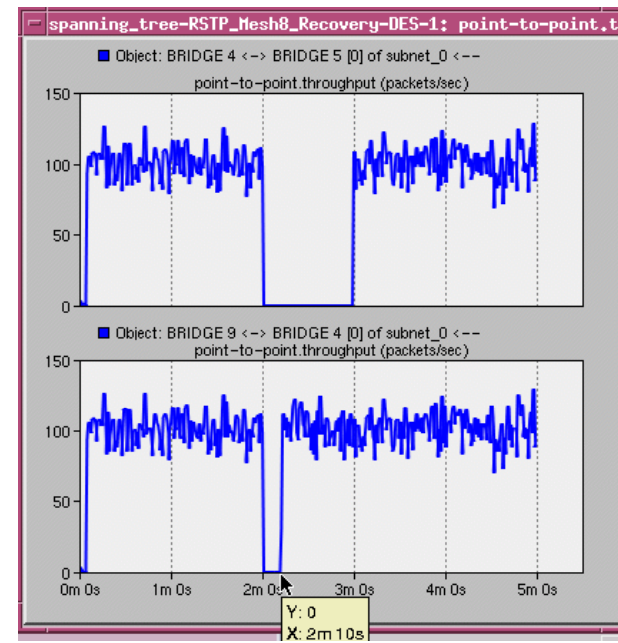 spanning_tree-RSTP_Mesh8_Recovery-DES-1: point-to-point.t
Object: BRIDGE 4 <-> BRIDGE 5 [0] of subnet_0 <--
point-to-point.throughput (packets/sec)
150
100
50
0
Object: BRIDGE 9 <-> BRIDGE 4 [0] of subnet_0 <--
point-to-point.throughput (packets/sec)
150
100
50
0
0m 0s 1m 0s 2m 0s 3m 0s 4m 0s 5m 0s
Y: 0
X: 2m 10s